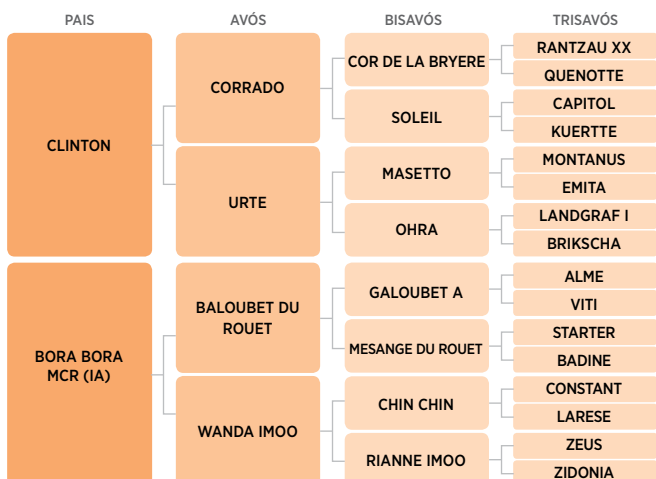 PAIS
AVÓS
BISAVÓS
TRISAVÓS
CLINTON
CORRADO
COR DE LA BRYERE
RANTZAU XX
QUENOTTE
SOLEIL
CAPITOL
KUERTTE
URTE
MASETTO
MONTANUS
EMITA
OHRA
LANDGRAF I
BRIKSCHA
BORA BORA
MCR (IA)
BALOUBET DU
ROUET
GALOUBET A
ALME
VITI
MESANGE DU ROUET
STARTER
BADINE
WANDA IMOO
CHIN CHIN
CONSTANT
LARESE
RIANNE IMOO
ZEUS
ZIDONIA